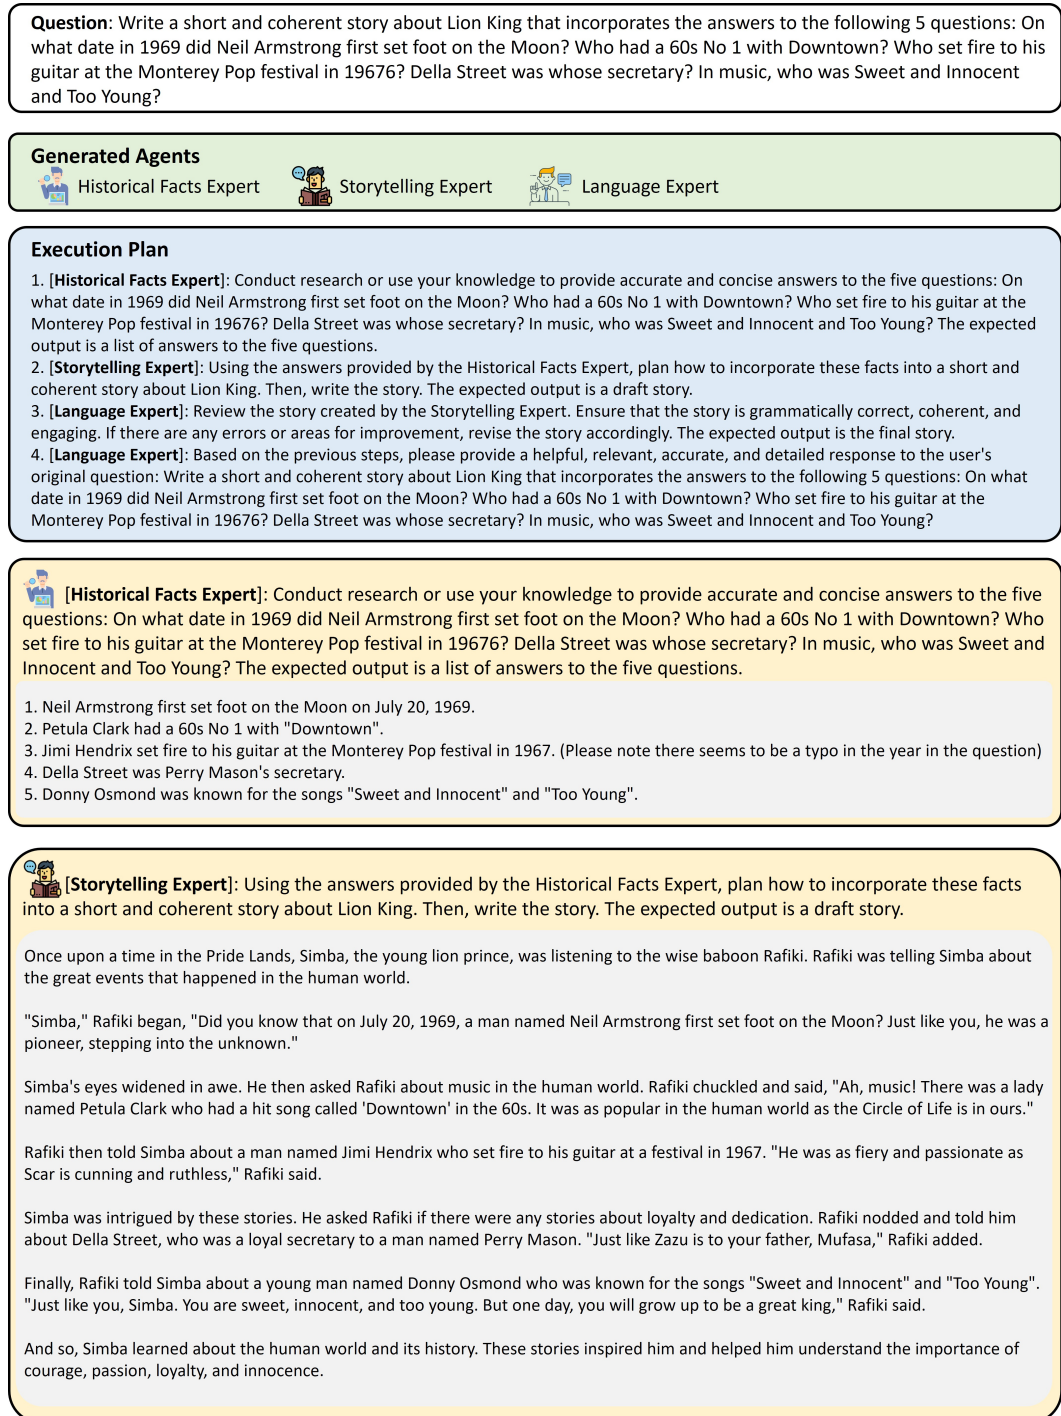 Question: Write a short and coherent story about Lion King that incorporates the answers to the following 5 questions: On
what date in 1969 did Neil Armstrong first set foot on the Moon? Who had a 60s No 1 with Downtown? Who set fire to his
guitar at the Monterey Pop festival in 19676? Della Street was whose secretary? In music, who was Sweet and Innocent
and Too Young?
Generated Agents
Historical Facts Expert Storytelling Expert Language Expert
Execution Plan
1. [Historical Facts Expert]: Conduct research or use your knowledge to provide accurate and concise answers to the five questions: On
what date in 1969 did Neil Armstrong first set foot on the Moon? Who had a 60s No 1 with Downtown? Who set fire to his guitar at the
Monterey Pop festival in 19676? Della Street was whose secretary? In music, who was Sweet and Innocent and Too Young? The expected
output is a list of answers to the five questions.
2. [Storytelling Expert]: Using the answers provided by the Historical Facts Expert, plan how to incorporate these facts into a short and
coherent story about Lion King. Then, write the story. The expected output is a draft story.
3. [Language Expert]: Review the story created by the Storytelling Expert. Ensure that the story is grammatically correct, coherent, and
engaging. If there are any errors or areas for improvement, revise the story accordingly. The expected output is the final story.
4. [Language Expert]: Based on the previous steps, please provide a helpful, relevant, accurate, and detailed response to the user's
original question: Write a short and coherent story about Lion King that incorporates the answers to the following 5 questions: On what
date in 1969 did Neil Armstrong first set foot on the Moon? Who had a 60s No 1 with Downtown? Who set fire to his guitar at the
Monterey Pop festival in 19676? Della Street was whose secretary? In music, who was Sweet and Innocent and Too Young?
[Historical Facts Expert]: Conduct research or use your knowledge to provide accurate and concise answers to the five
questions: On what date in 1969 did Neil Armstrong first set foot on the Moon? Who had a 60s No 1 with Downtown? Who
set fire to his guitar at the Monterey Pop festival in 19676? Della Street was whose secretary? In music, who was Sweet and
Innocent and Too Young? The expected output is a list of answers to the five questions.
1. Neil Armstrong first set foot on the Moon on July 20, 1969.
2. Petula Clark had a 60s No 1 with "Downtown".
3. Jimi Hendrix set fire to his guitar at the Monterey Pop festival in 1967. (Please note there seems to be a typo in the year in the question)
4. Della Street was Perry Mason's secretary.
5. Donny Osmond was known for the songs "Sweet and Innocent" and "Too Young".
[Storytelling Expert]: Using the answers provided by the Historical Facts Expert, plan how to incorporate these facts
into a short and coherent story about Lion King. Then, write the story. The expected output is a draft story.
Once upon a time in the Pride Lands, Simba, the young lion prince, was listening to the wise baboon Rafiki. Rafiki was telling Simba about
the great events that happened in the human world.
"Simba," Rafiki began, "Did you know that on July 20, 1969, a man named Neil Armstrong first set foot on the Moon? Just like you, he was a
pioneer, stepping into the unknown."
Simba's eyes widened in awe. He then asked Rafiki about music in the human world. Rafiki chuckled and said, "Ah, music! There was a lady
named Petula Clark who had a hit song called 'Downtown' in the 60s. It was as popular in the human world as the Circle of Life is in ours."
Rafiki then told Simba about a man named Jimi Hendrix who set fire to his guitar at a festival in 1967. "He was as fiery and passionate as
Scar is cunning and ruthless," Rafiki said.
Simba was intrigued by these stories. He asked Rafiki if there were any stories about loyalty and dedication. Rafiki nodded and told him
about Della Street, who was a loyal secretary to a man named Perry Mason. "Just like Zazu is to your father, Mufasa," Rafiki added.
Finally, Rafiki told Simba about a young man named Donny Osmond who was known for the songs "Sweet and Innocent" and "Too Young".
"Just like you, Simba. You are sweet, innocent, and too young. But one day, you will grow up to be a great king," Rafiki said.
And so, Simba learned about the human world and its history. These stories inspired him and helped him understand the importance of
courage, passion, loyalty, and innocence.